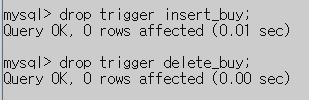 mysql> drop trigger insert_buy;
Query OK, 0 rows affected (0.01 sec)
mysql> drop trigger delete_buy;
Query OK, 0 rows affected (0.00 sec)